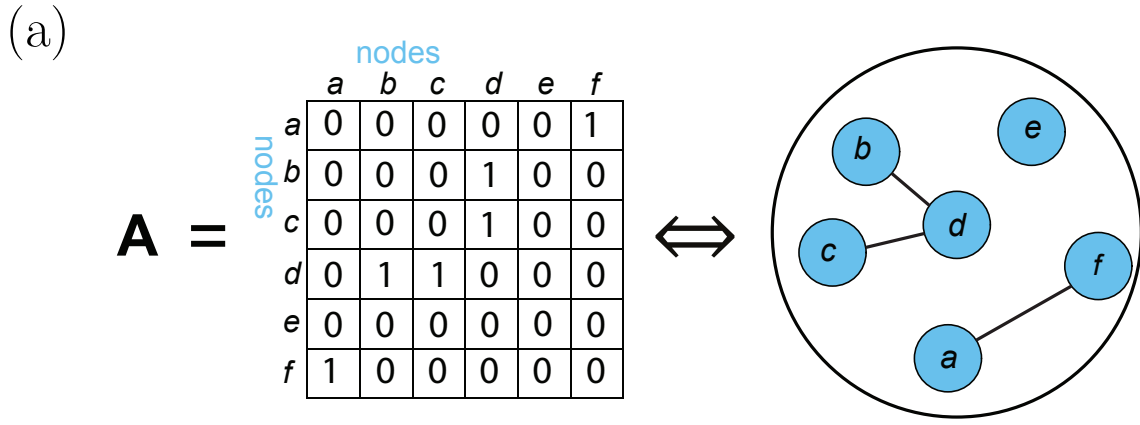 (a)
nodes
a b c d e f
nodes
a 0 0 0 0 0 1
b 0 0 0 1 0 0
c 0 0 0 1 0 0
d 0 1 1 0 0 0
e 0 0 0 0 0 0
f 1 0 0 0 0 0
A = ⇔
b
e
d
c
f
a